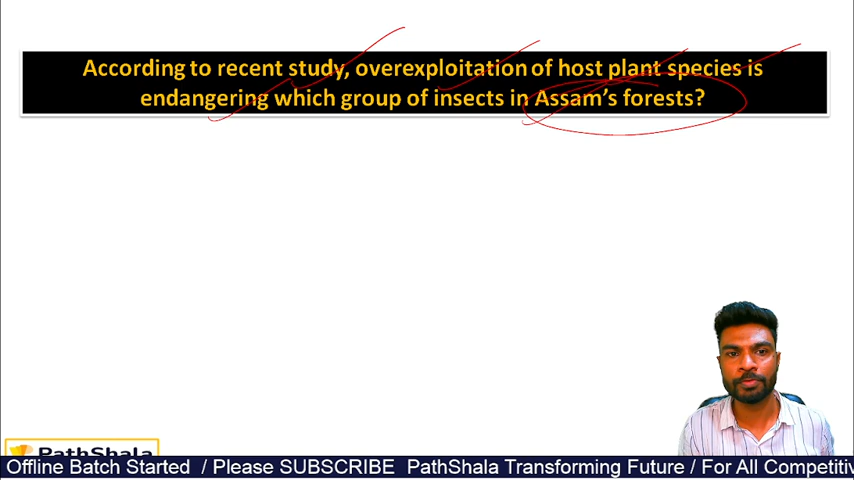 According to recent study, overexploitation of host plant species is
endangering which group of insects in Assam's forests?
PathShala
Offline Batch Started / Please SUBSCRIBE PathShala Transforming Future / For All Competitiv